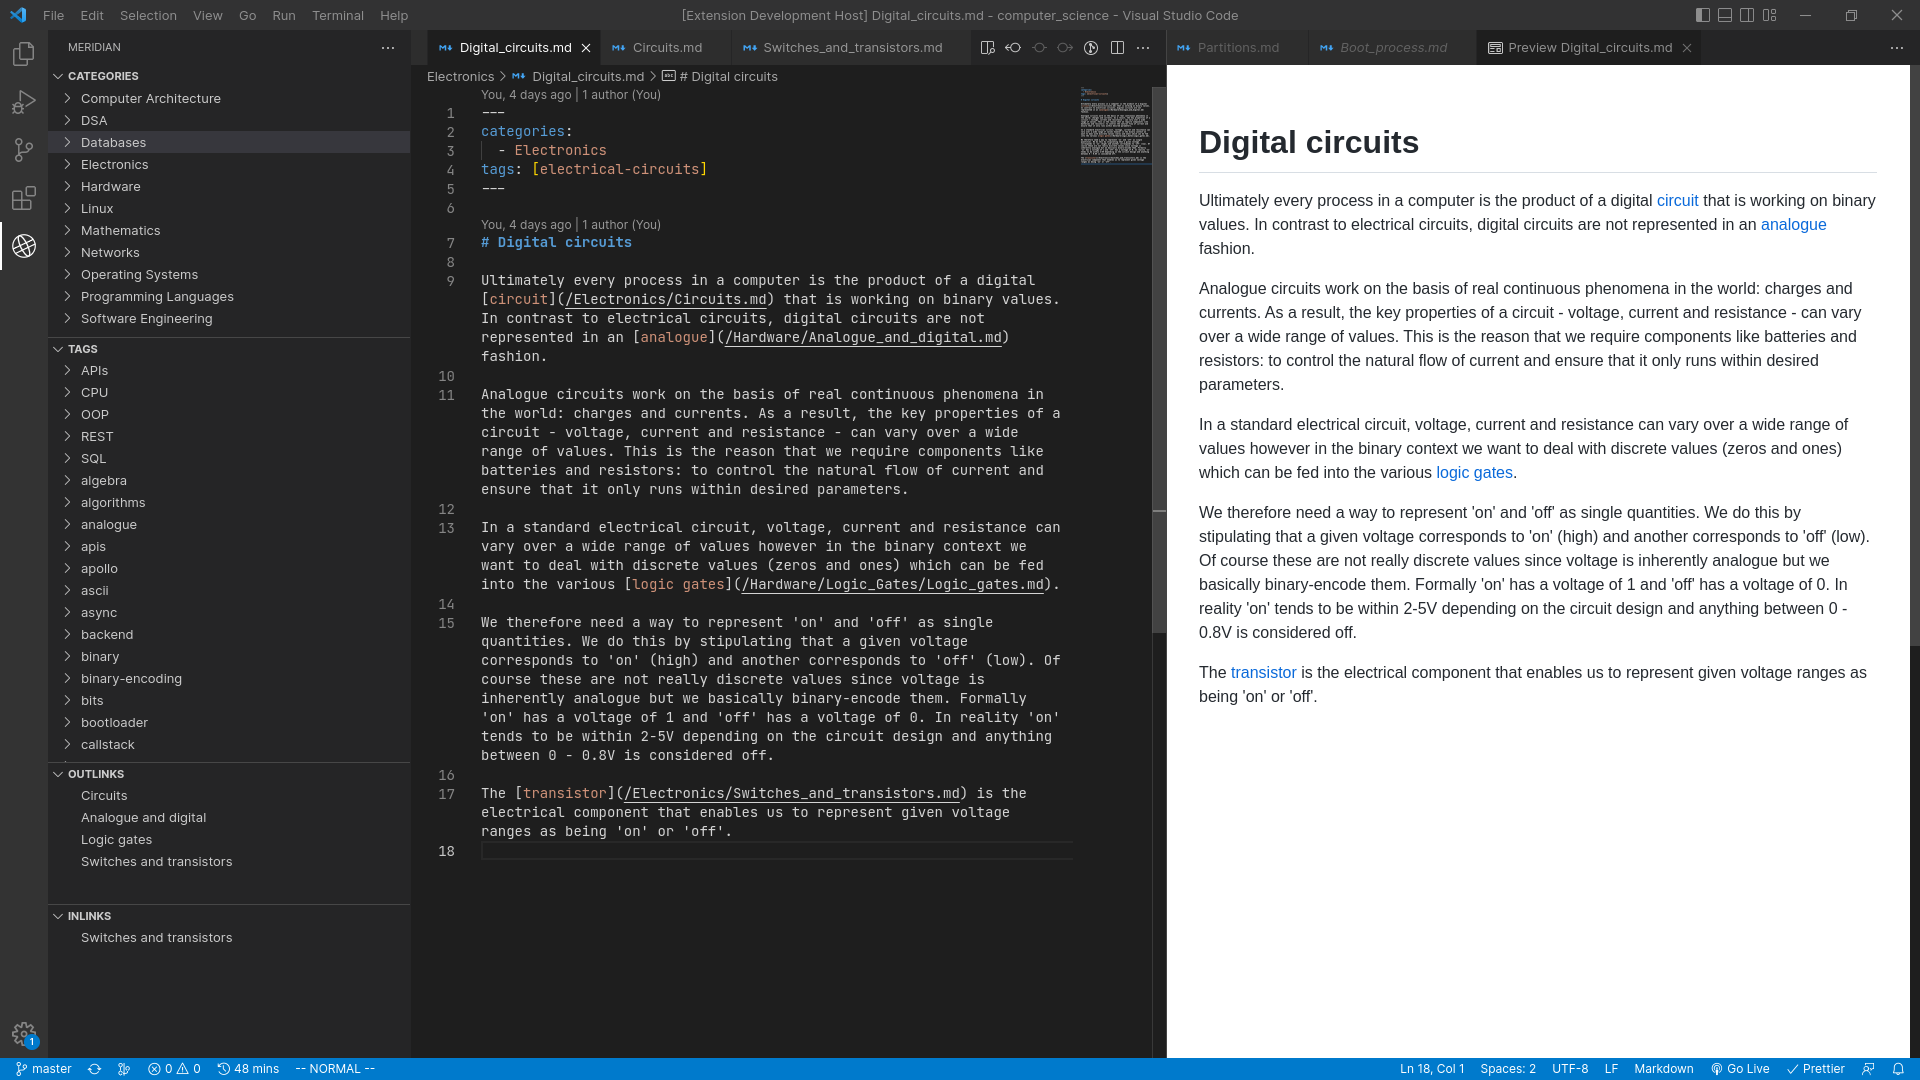 File Edit Selection View Go Run Terminal Help
[Extension Development Host] Digital_circuits.md - computer_science - Visual Studio Code
MERIDIAN
CATEGORIES
Computer Architecture
DSA
Databases
Electronics
Hardware
Linux
Mathematics
Networks
Operating Systems
Programming Languages
Software Engineering
TAGS
APIs
CPU
OOP
REST
SQL
algebra
algorithms
analogue
apis
apollo
ascii
async
backend
binary
binary-encoding
bits
bootloader
callstack
OUTLINKS
Circuits
Analogue and digital
Logic gates
Switches and transistors
INLINKS
Switches and transistors
1
Digital_circuits.md Circuits.md Switches_and_transistors.md
Electronics > Digital_circuits.md > # Digital circuits
You, 4 days ago | 1 author (You)
1 ---
2 categories:
3 - Electronics
4 tags: [electrical-circuits]
5 ---
6
You, 4 days ago | 1 author (You)
7 # Digital circuits
8
9 Ultimately every process in a computer is the product of a digital
[circuit](/Electronics/Circuits.md) that is working on binary values.
In contrast to electrical circuits, digital circuits are not
represented in an [analogue](/Hardware/Analogue_and_digital.md)
fashion.
10
11 Analogue circuits work on the basis of real continuous phenomena in
the world: charges and currents. As a result, the key properties of a
circuit - voltage, current and resistance - can vary over a wide
range of values. This is the reason that we require components like
batteries and resistors: to control the natural flow of current and
ensure that it only runs within desired parameters.
12
13 In a standard electrical circuit, voltage, current and resistance can
vary over a wide range of values however in the binary context we
want to deal with discrete values (zeros and ones) which can be fed
into the various [logic gates](/Hardware/Logic_Gates/Logic_gates.md).
14
15 We therefore need a way to represent 'on' and 'off' as single
quantities. We do this by stipulating that a given voltage
corresponds to 'on' (high) and another corresponds to 'off' (low). Of
course these are not really discrete values since voltage is
inherently analogue but we basically binary-encode them. Formally
'on' has a voltage of 1 and 'off' has a voltage of 0. In reality 'on'
tends to be within 2-5V depending on the circuit design and anything
between 0 - 0.8V is considered off.
16
17 The [transistor](/Electronics/Switches_and_transistors.md) is the
electrical component that enables us to represent given voltage
ranges as being 'on' or 'off'.
18
Partitions.md Boot_process.md Preview Digital_circuits.md
Digital circuits
Ultimately every process in a computer is the product of a digital circuit that is working on binary
values. In contrast to electrical circuits, digital circuits are not represented in an analogue
fashion.
Analogue circuits work on the basis of real continuous phenomena in the world: charges and
currents. As a result, the key properties of a circuit - voltage, current and resistance - can vary
over a wide range of values. This is the reason that we require components like batteries and
resistors: to control the natural flow of current and ensure that it only runs within desired
parameters.
In a standard electrical circuit, voltage, current and resistance can vary over a wide range of
values however in the binary context we want to deal with discrete values (zeros and ones)
which can be fed into the various logic gates.
We therefore need a way to represent 'on' and 'off' as single quantities. We do this by
stipulating that a given voltage corresponds to 'on' (high) and another corresponds to 'off' (low).
Of course these are not really discrete values since voltage is inherently analogue but we
basically binary-encode them. Formally 'on' has a voltage of 1 and 'off' has a voltage of 0. In
reality 'on' tends to be within 2-5V depending on the circuit design and anything between 0 -
0.8V is considered off.
The transistor is the electrical component that enables us to represent given voltage ranges as
being 'on' or 'off'.
master 0 0 48 mins -- NORMAL -- Ln 18, Col 1 Spaces: 2 UTF-8 LF Markdown Go Live Prettier